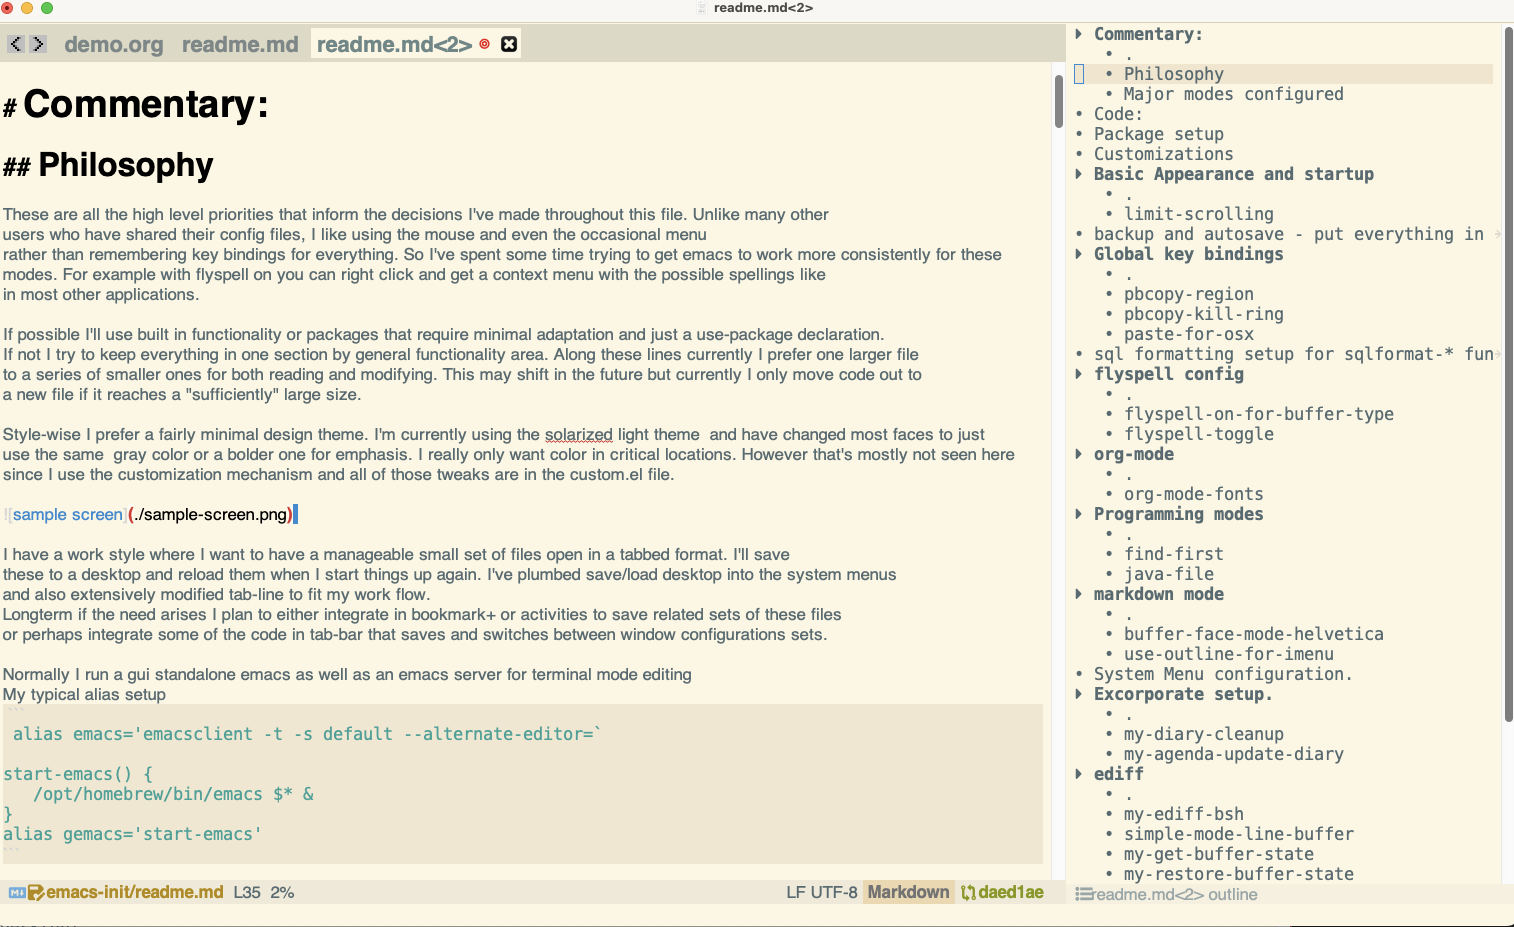 readme.md<2>
demo.org readme.md readme.md<2>
# Commentary:
## Philosophy
These are all the high level priorities that inform the decisions I've made throughout this file. Unlike many other
users who have shared their config files, I like using the mouse and even the occasional menu
rather than remembering key bindings for everything. So I've spent some time trying to get emacs to work more consistently for these
modes. For example with flyspell on you can right click and get a context menu with the possible spellings like
in most other applications.
If possible I'll use built in functionality or packages that require minimal adaptation and just a use-package declaration.
If not I try to keep everything in one section by general functionality area. Along these lines currently I prefer one larger file
to a series of smaller ones for both reading and modifying. This may shift in the future but currently I only move code out to
a new file if it reaches a "sufficiently" large size.
Style-wise I prefer a fairly minimal design theme. I'm currently using the solarized light theme  and have changed most faces to just
use the same  gray color or a bolder one for emphasis. I really only want color in critical locations. However that's mostly not seen here
since I use the customization mechanism and all of those tweaks are in the custom.el file.
![sample screen](./sample-screen.png)
I have a work style where I want to have a manageable small set of files open in a tabbed format. I'll save
these to a desktop and reload them when I start things up again. I've plumbed save/load desktop into the system menus
and also extensively modified tab-line to fit my work flow.
Longterm if the need arises I plan to either integrate in bookmark+ or activities to save related sets of these files
or perhaps integrate some of the code in tab-bar that saves and switches between window configurations sets.
Normally I run a gui standalone emacs as well as an emacs server for terminal mode editing
My typical alias setup
```
alias emacs='emacsclient -t -s default --alternate-editor=`
start-emacs() {
/opt/homebrew/bin/emacs $* &
}
alias gemacs='start-emacs'
```
emacs-init/readme.md L35 2%
LF UTF-8 Markdown daed1ae
Commentary:
• .
• Philosophy
• Major modes configured
• Code:
• Package setup
• Customizations
Basic Appearance and startup
• .
• limit-scrolling
• backup and autosave - put everything in
Global key bindings
• .
• pbcopy-region
• pbcopy-kill-ring
• paste-for-osx
• sql formatting setup for sqlformat-* fun
flyspell config
• .
• flyspell-on-for-buffer-type
• flyspell-toggle
org-mode
• .
• org-mode-fonts
Programming modes
• .
• find-first
• java-file
markdown mode
• .
• buffer-face-mode-helvetica
• use-outline-for-imenu
• System Menu configuration.
Excorporate setup.
• .
• my-diary-cleanup
• my-agenda-update-diary
ediff
• .
• my-ediff-bsh
• simple-mode-line-buffer
• my-get-buffer-state
• my-restore-buffer-state
readme.md<2> outline